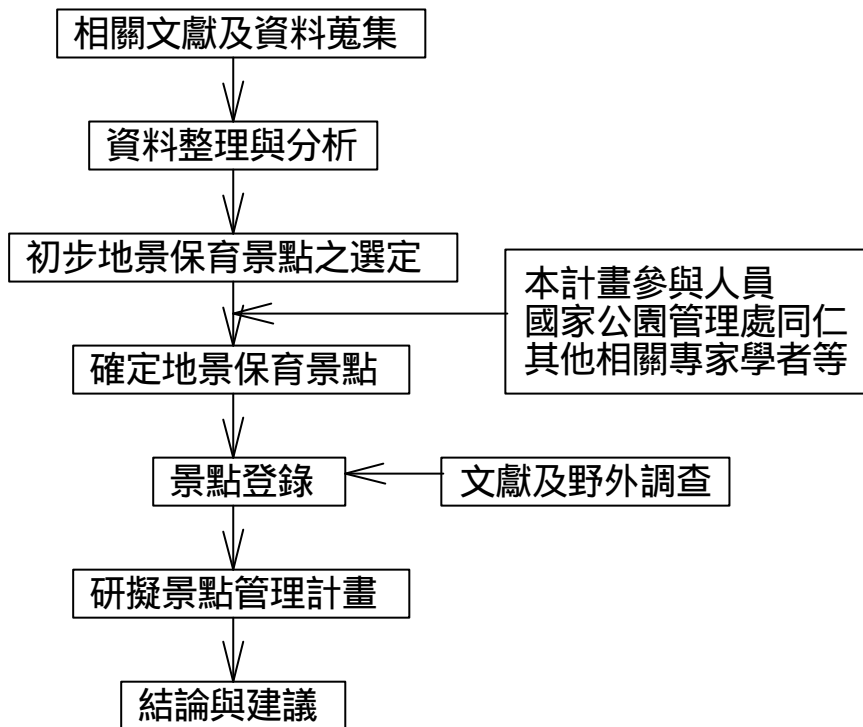 相關文獻及資料蒐集
資料整理與分析
初步地景保育景點之選定
本計畫參與人員
國家公園管理處同仁
其他相關專家學者等
確定地景保育景點
景點登錄
文獻及野外調查
研擬景點管理計畫
結論與建議